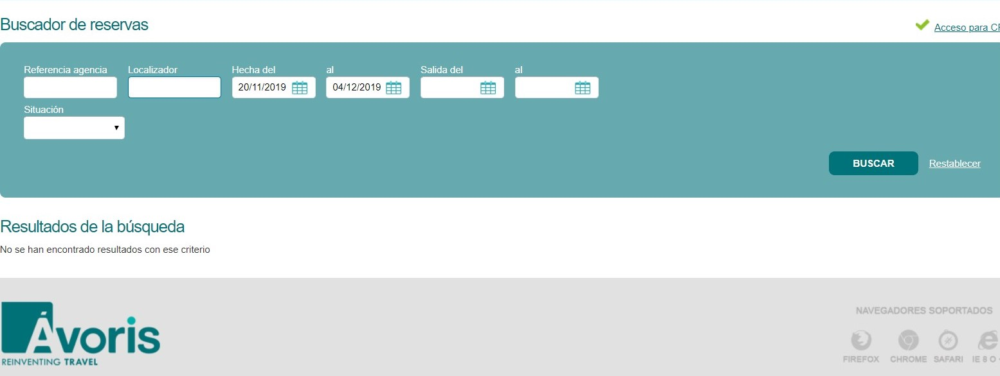 Buscador de reservas
Acceso para
Referencia agencia Localizador Hecha del al Salida del al
20/11/2019 04/12/2019
Situación
BUSCAR Restablecer
Resultados de la búsqueda
No se han encontrado resultados con ese criterio
NAVEGADORES SOPORTADOS
Ávoris
REINVENTING TRAVEL
FIREFOX CHROME SAFARI IE 8 O